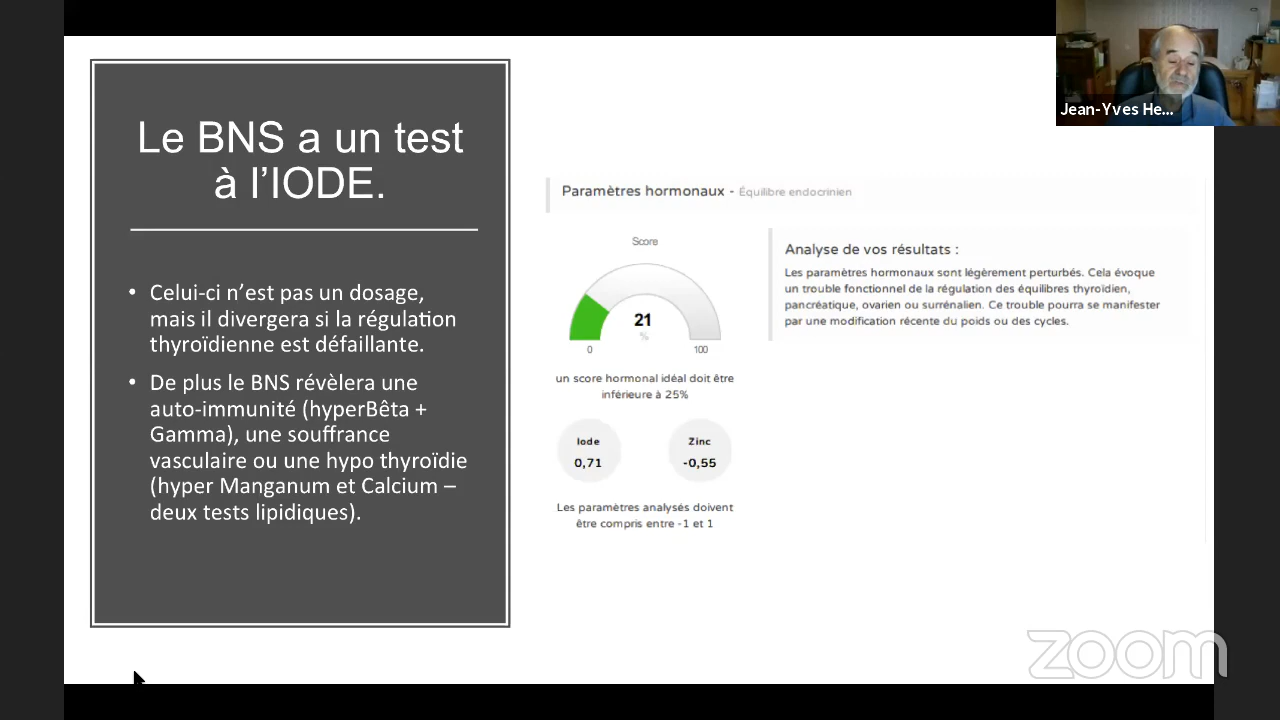 Le BNS a un test
à l’IODE.
• Celui-ci n’est pas un dosage,
mais il divergera si la régulation
thyroïdienne est défaillante.
• De plus le BNS révèlera une
auto-immunité (hyperBêta +
Gamma), une souffrance
vasculaire ou une hypo thyroïdie
(hyper Manganum et Calcium –
deux tests lipidiques).
Paramètres hormonaux - Équilibre endocrinien
Score
21
%
0 100
un score hormonal idéal doit être
inférieure à 25%
Iode Zinc
0,71 -0,55
Les paramètres analysés doivent
être compris entre -1 et 1
Analyse de vos résultats :
Les paramètres hormonaux sont légèrement perturbés. Cela évoque
un trouble fonctionnel de la régulation des équilibres thyroïdien,
pancréatique, ovarien ou surrénalien. Ce trouble pourra se manifester
par une modification récente du poids ou des cycles.
Jean-Yves He...
zoom